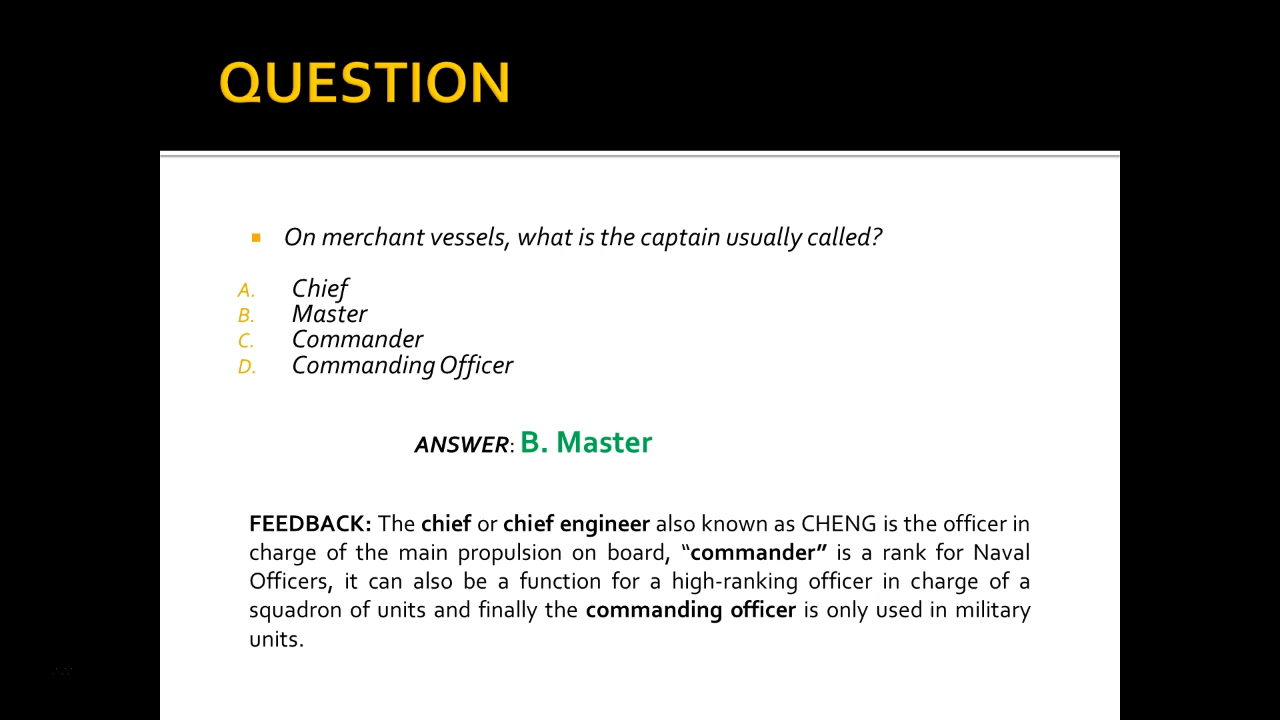 QUESTION
▪ On merchant vessels, what is the captain usually called?
A. Chief
B. Master
C. Commander
D. Commanding Officer
ANSWER: B. Master
FEEDBACK: The chief or chief engineer also known as CHENG is the officer in
charge of the main propulsion on board, “commander” is a rank for Naval
Officers, it can also be a function for a high-ranking officer in charge of a
squadron of units and finally the commanding officer is only used in military
units.